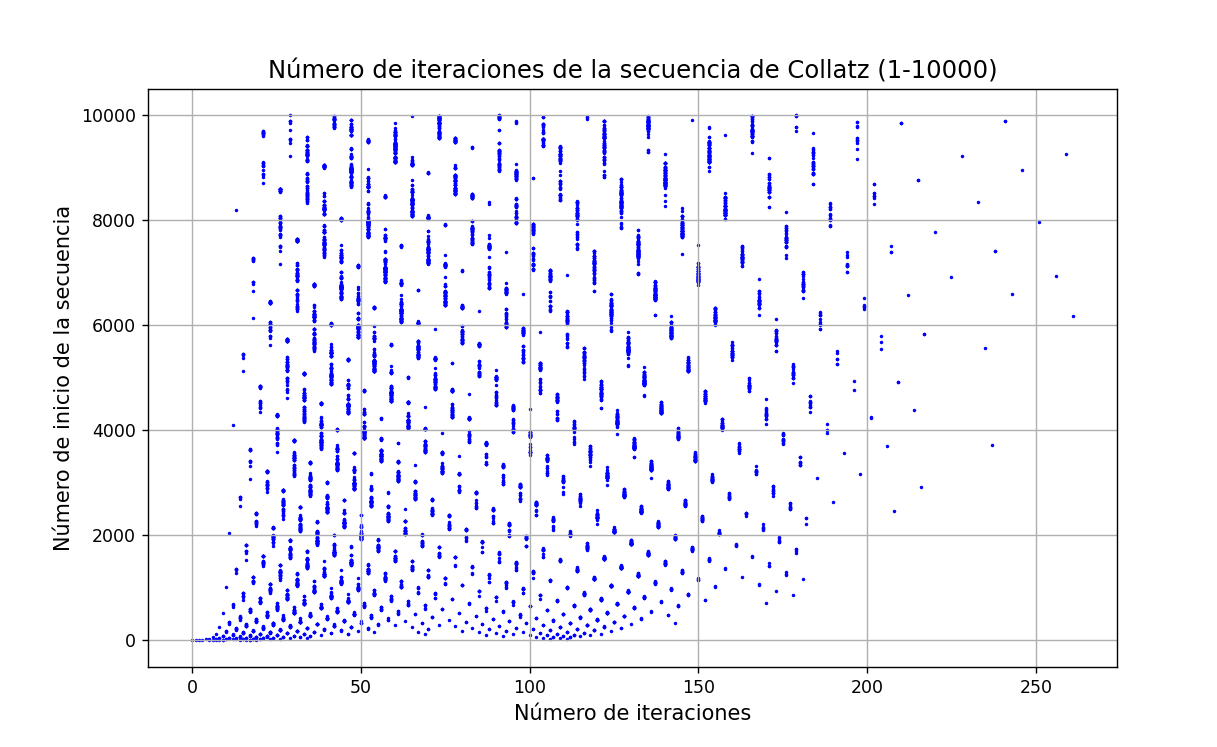 Número de iteraciones de la secuencia de Collatz (1-10000)
10000
8000
6000
4000
2000
0
Número de inicio de la secuencia
0 50 100 150 200 250
Número de iteraciones